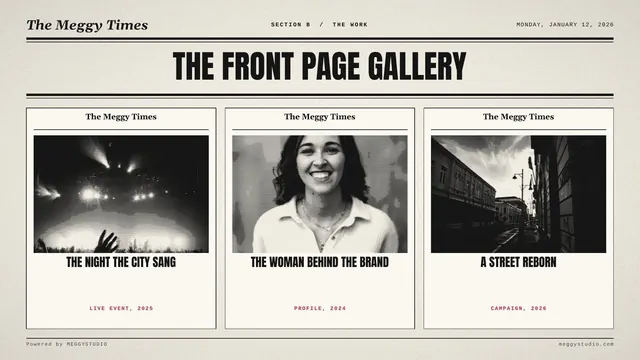 The Meggy Times
SECTION B / THE WORK
MONDAY, JANUARY 12, 2026
THE FRONT PAGE GALLERY
The Meggy Times
THE NIGHT THE CITY SANG
LIVE EVENT, 2025
The Meggy Times
THE WOMAN BEHIND THE BRAND
PROFILE, 2024
The Meggy Times
A STREET REBORN
CAMPAIGN, 2026
Powered by MEGGYSTUDIO
meggystudio.com